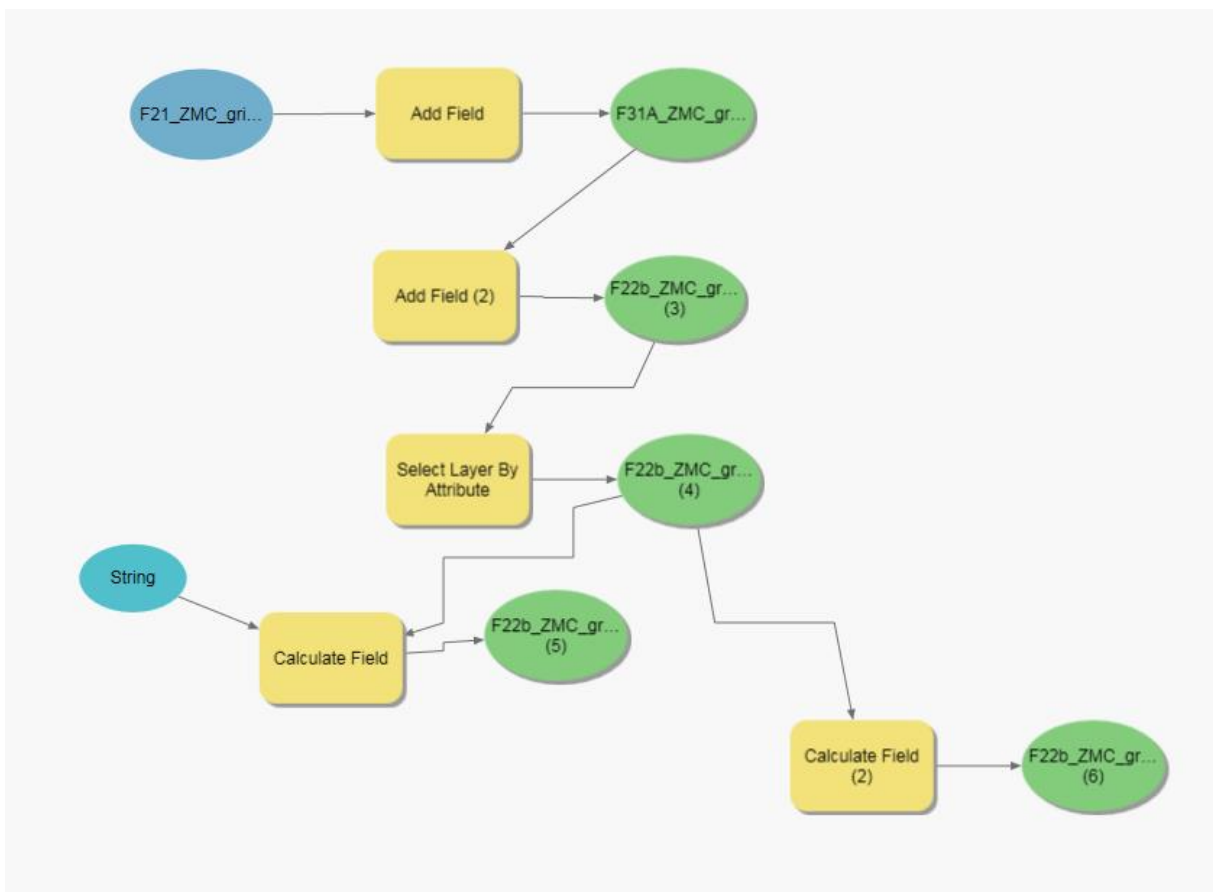 F21_ZMC_gri...
Add Field
F31A_ZMC_gr...
Add Field (2)
F22b_ZMC_gr...
(3)
Select Layer By
Attribute
F22b_ZMC_gr...
(4)
String
Calculate Field
F22b_ZMC_gr...
(5)
Calculate Field
(2)
F22b_ZMC_gr...
(6)